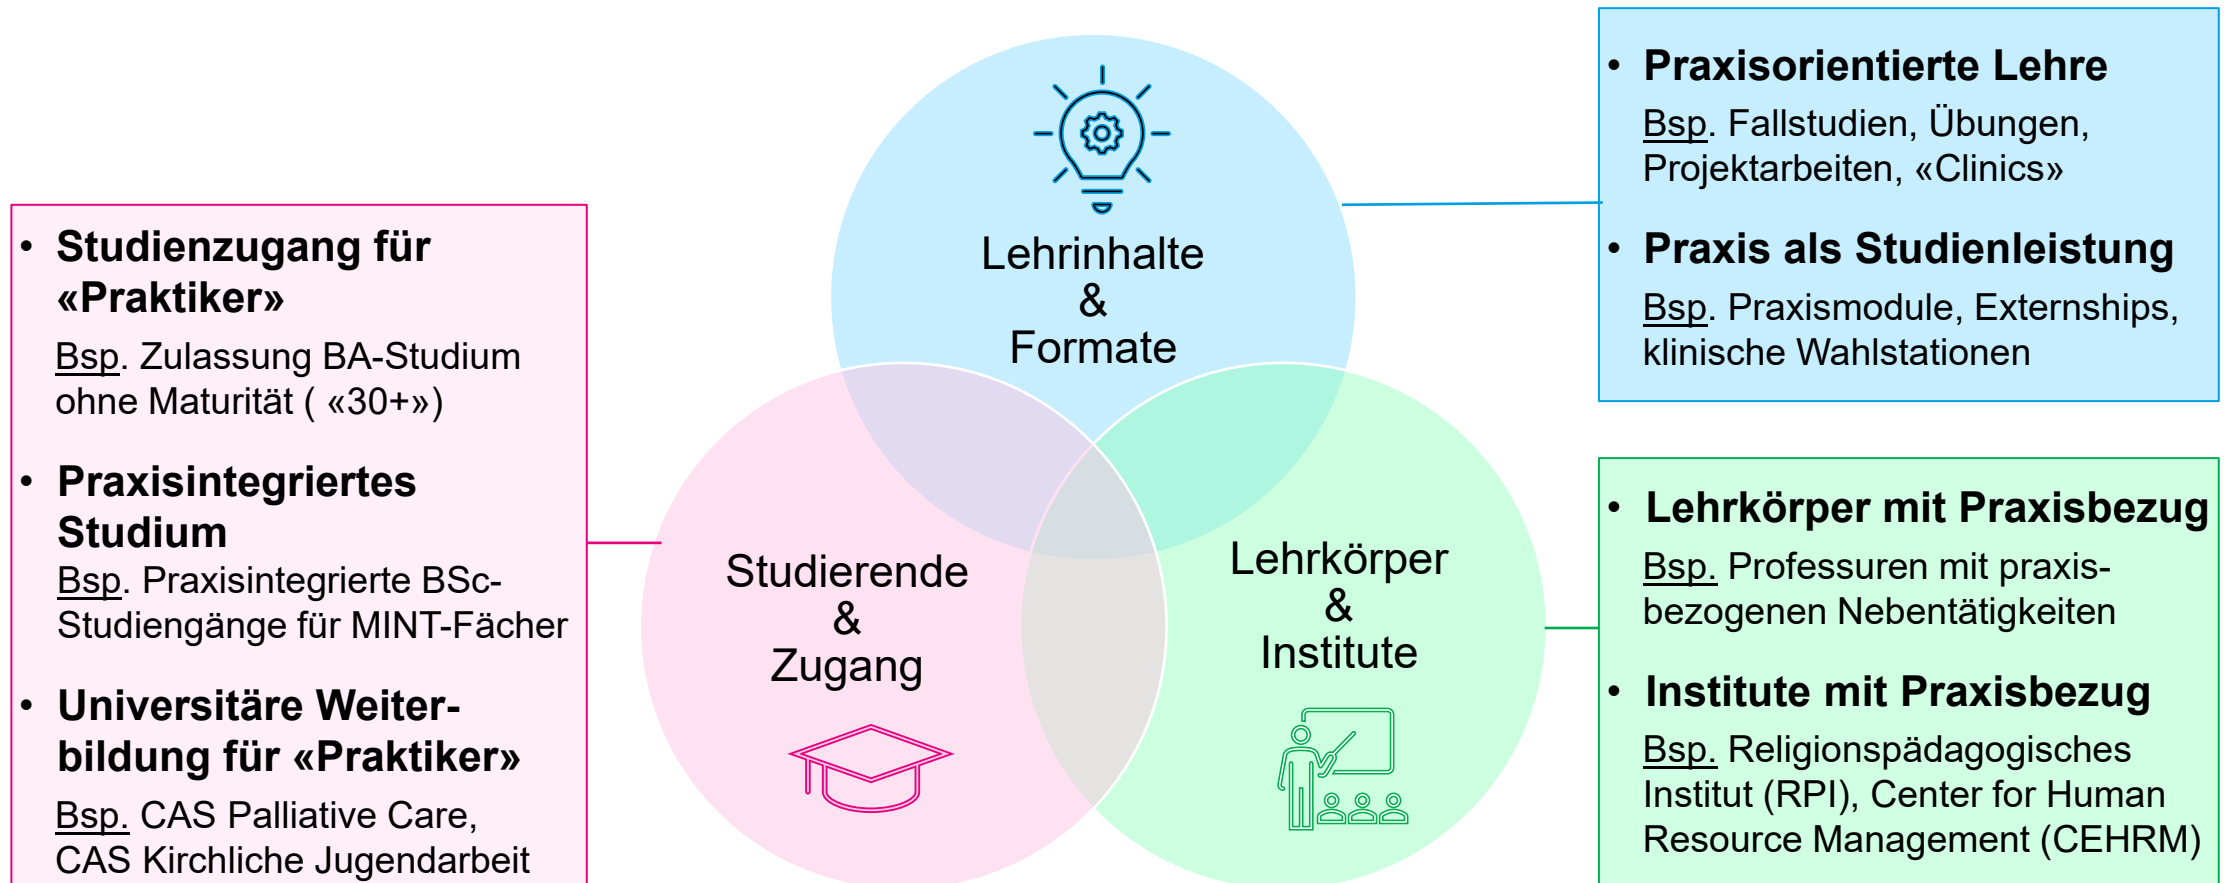 • Studienzugang für
«Praktiker»
Bsp. Zulassung BA-Studium
ohne Maturität ( «30+»)
• Praxisintegriertes
Studium
Bsp. Praxisintegrierte BSc-
Studiengänge für MINT-Fächer
• Universitäre Weiter-
bildung für «Praktiker»
Bsp. CAS Palliative Care,
CAS Kirchliche Jugendarbeit
Lehrinhalte
&
Formate
Studierende
&
Zugang
Lehrkörper
&
Institute
• Praxisorientierte Lehre
Bsp. Fallstudien, Übungen,
Projektarbeiten, «Clinics»
• Praxis als Studienleistung
Bsp. Praxismodule, Externships,
klinische Wahlstationen
• Lehrkörper mit Praxisbezug
Bsp. Professuren mit praxis-
bezogenen Nebentätigkeiten
• Institute mit Praxisbezug
Bsp. Religionspädagogisches
Institut (RPI), Center for Human
Resource Management (CEHRM)